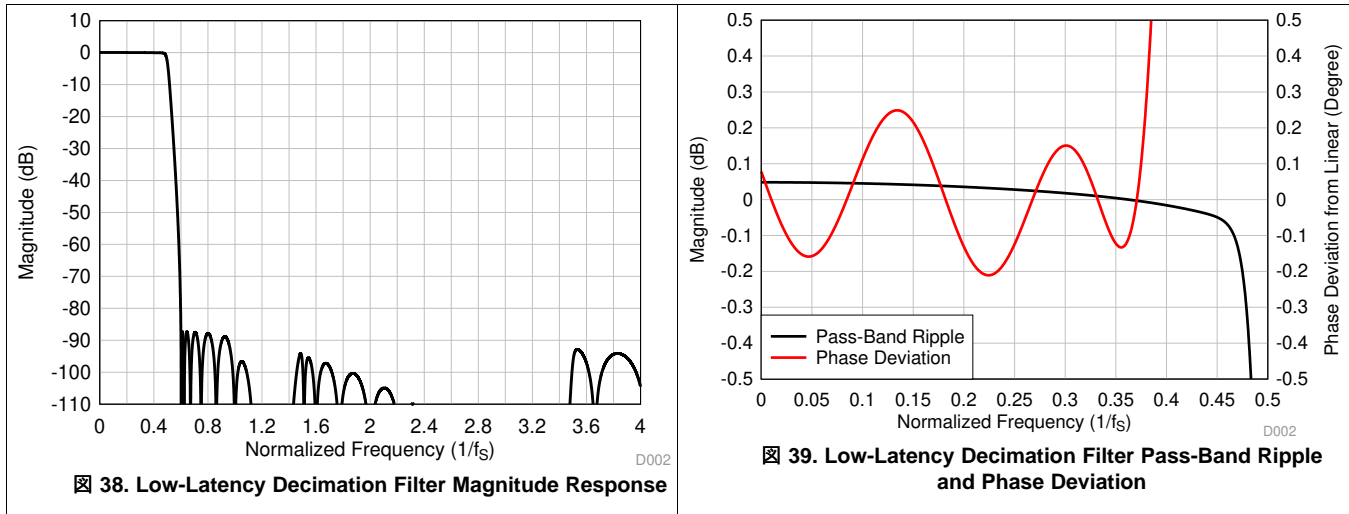 10
0
-10
-20
-30
-40
-50
-60
-70
-80
-90
-100
-110
Magnitude (dB)
0 0.4 0.8 1.2 1.6 2 2.4 2.8 3.2 3.6 4
Normalized Frequency (1/fS)
D002
図 38. Low-Latency Decimation Filter Magnitude Response
0.5
0.4
0.3
0.2
0.1
0
-0.1
-0.2
-0.3
-0.4
-0.5
Magnitude (dB)
Pass-Band Ripple
Phase Deviation
0.5
0.4
0.3
0.2
0.1
0
-0.1
-0.2
-0.3
-0.4
-0.5
Phase Deviation from Linear (Degree)
0 0.05 0.1 0.15 0.2 0.25 0.3 0.35 0.4 0.45 0.5
Normalized Frequency (1/fS)
D002
図 39. Low-Latency Decimation Filter Pass-Band Ripple
and Phase Deviation